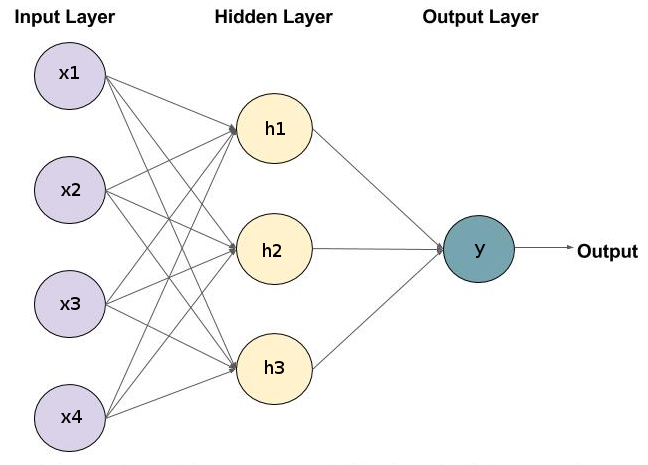 Input Layer
Hidden Layer
Output Layer
x1
h1
x2
h2
y
Output
x3
h3
x4